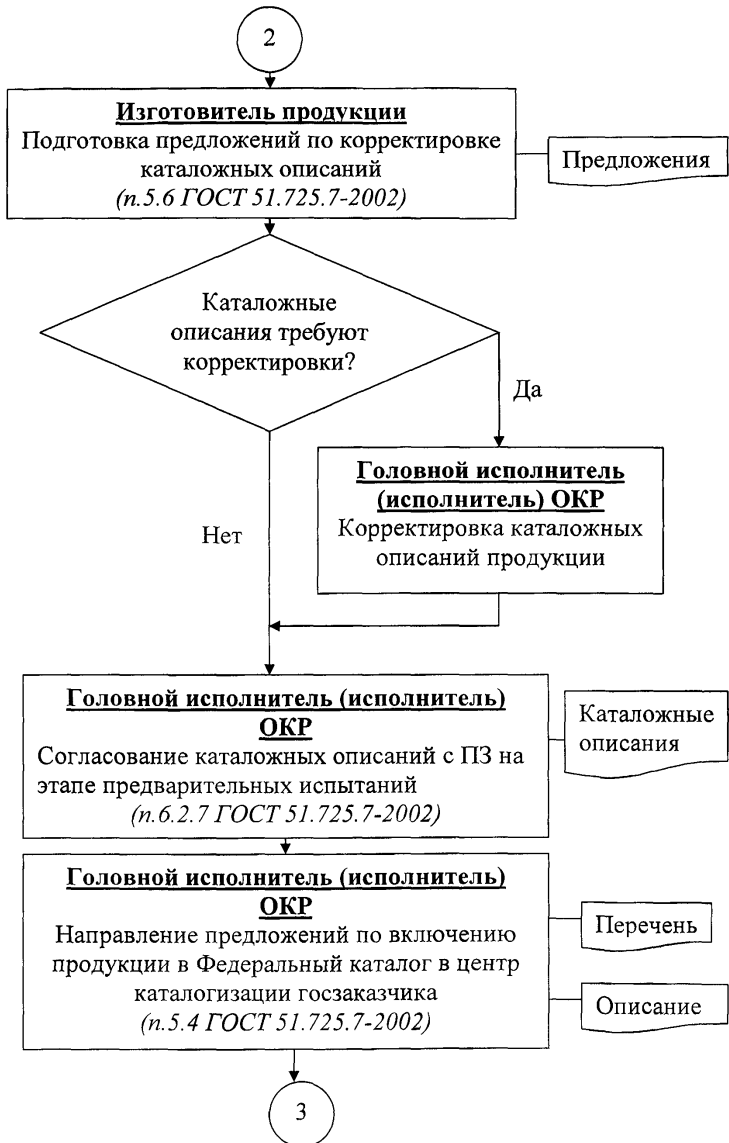 2
Изготовитель продукции
Подготовка предложений по корректировке
каталожных описаний
(п.5.6 ГОСТ 51.725.7-2002)
Предложения
Каталожные
описания требуют
корректировки?
Да
Головной исполнитель
(исполнитель) ОКР
Корректировка каталожных
описаний продукции
Нет
Головной исполнитель (исполнитель)
ОКР
Согласование каталожных описаний с ПЗ на
этапе предварительных испытаний
(п.6.2.7 ГОСТ 51.725.7-2002)
Каталожные
описания
Головной исполнитель (исполнитель)
ОКР
Направление предложений по включению
продукции в Федеральный каталог в центр
каталогизации госзаказчика
(п.5.4 ГОСТ 51.725.7-2002)
Перечень
Описание
3